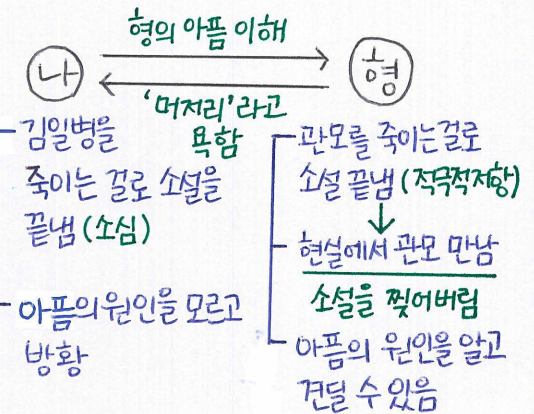 형의 아픔 이해
나
형
'머저리'라고
욕함
김일병을
죽이는 걸로 소설을
끝냄 (소심)
아픔의 원인을 모르고
방황
관모를 죽이는걸로
소설 끝냄 (적극적저항)
현실에서 관모 만남
소설을 찢어버림
아픔의 원인을 알고
견딜 수 있음